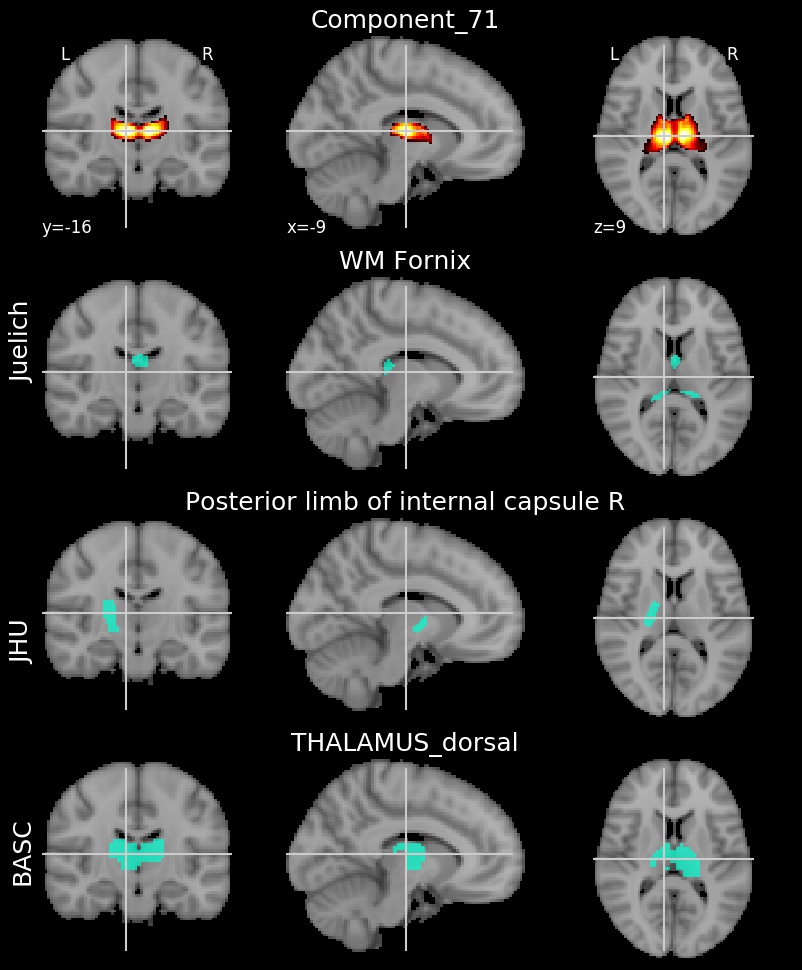 Component_71
L R L R
y=-16 x=-9 z=9
WM Fornix
Juelich
Posterior limb of internal capsule R
JHU
THALAMUS_dorsal
BASC